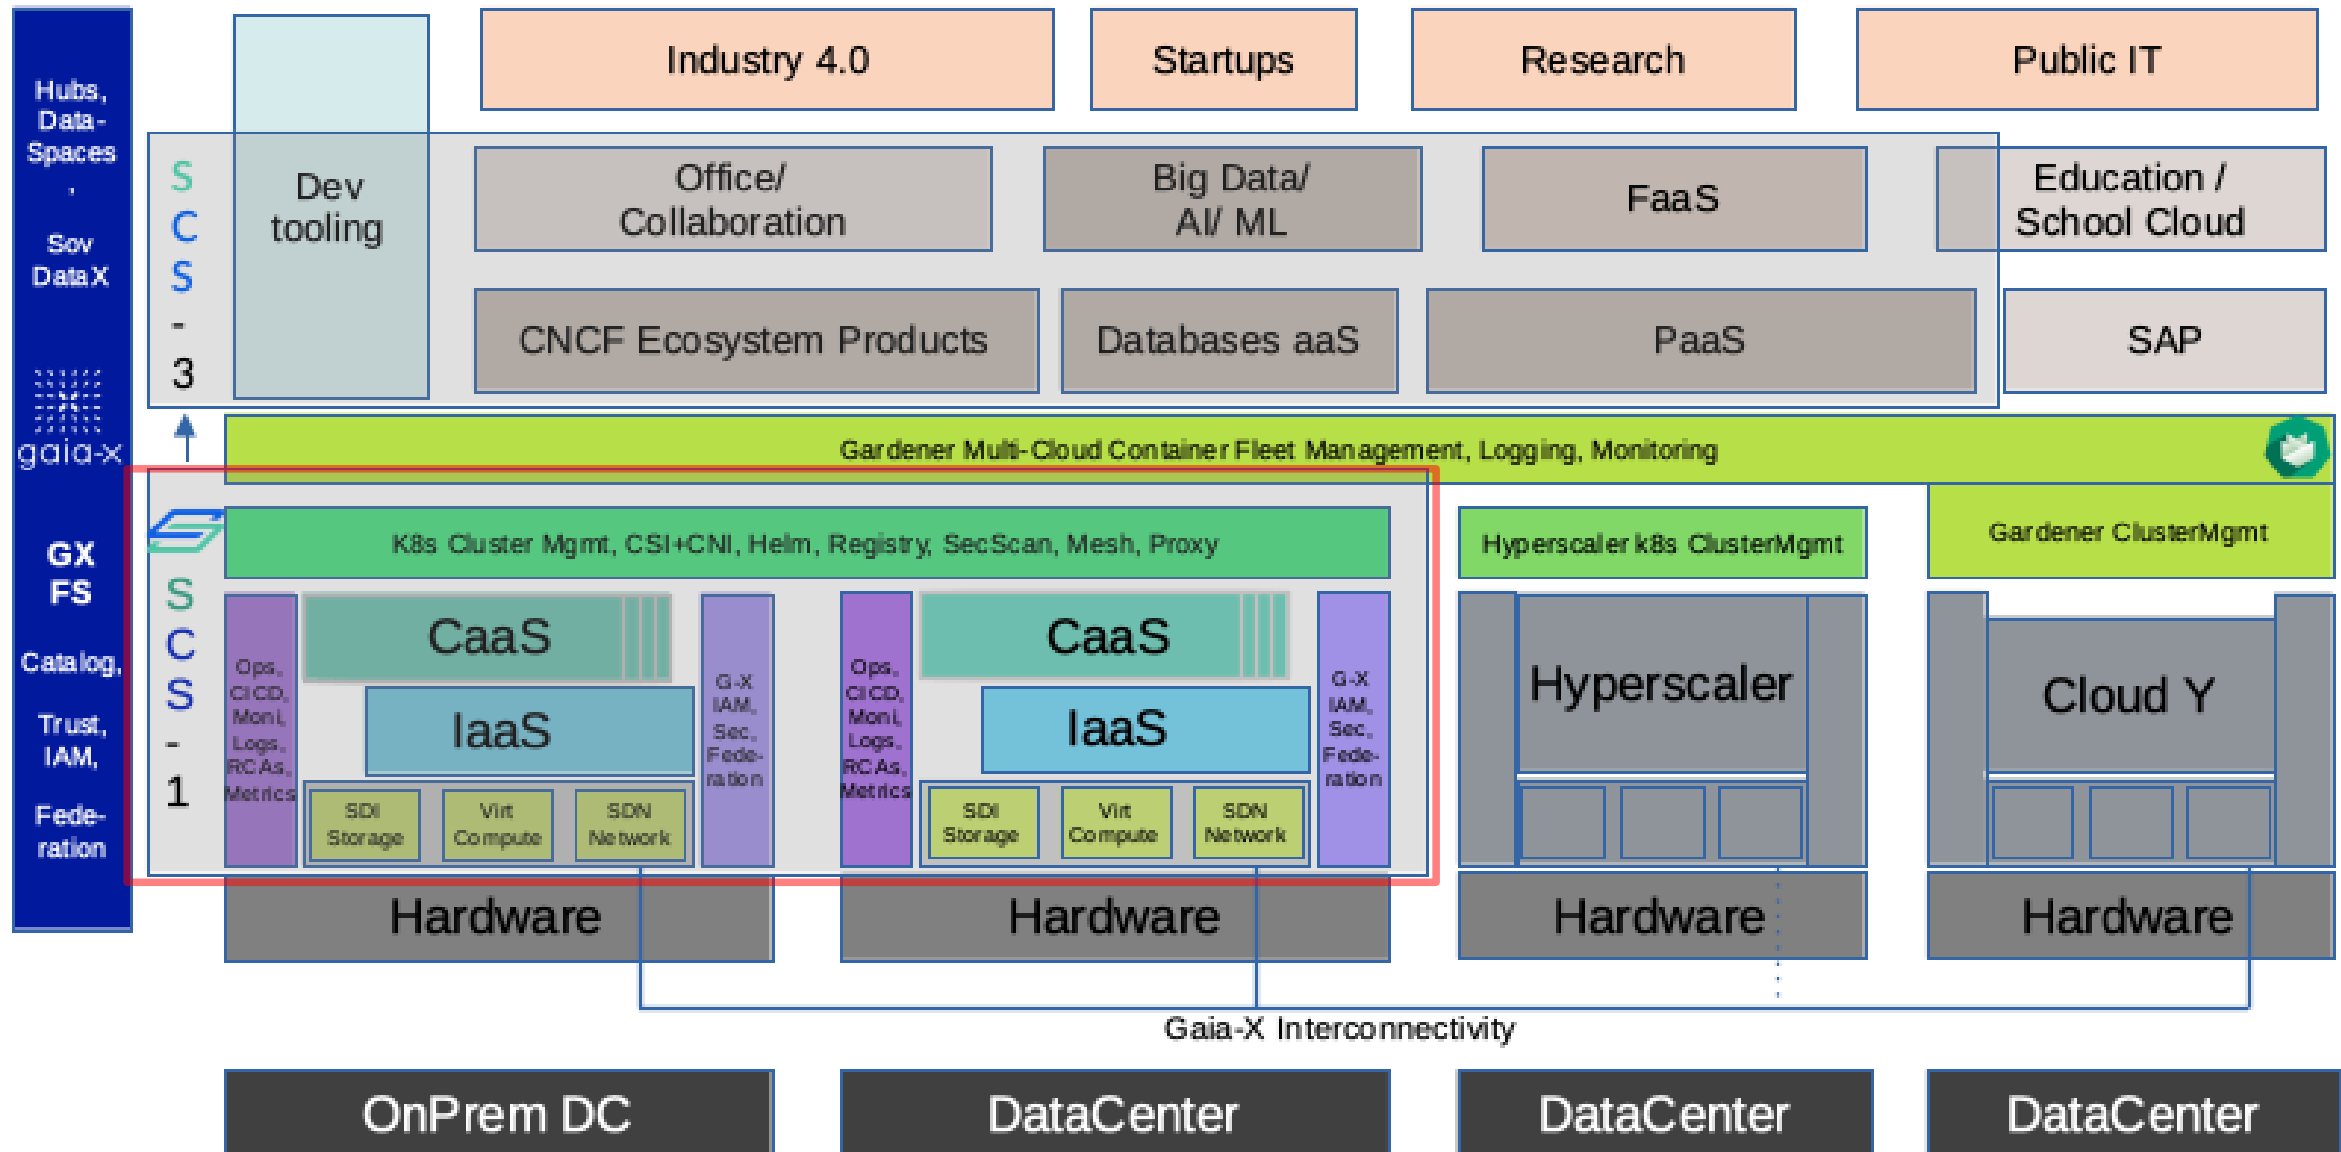 Hubs,
Data-
Spaces
,
Sov
DataX
gaia-x
GX
FS
Catalog,
Trust,
IAM,
Fede-
ration
Industry 4.0
Startups
Research
Public IT
S
C
S
-
3
Dev
tooling
Office/
Collaboration
Big Data/
AI/ ML
FaaS
Education /
School Cloud
CNCF Ecosystem Products
Databases aaS
PaaS
SAP
Gardener Multi-Cloud Container Fleet Management, Logging, Monitoring
S
C
S
-
1
K8s Cluster Mgmt, CSI+CNI, Helm, Registry, SecScan, Mesh, Proxy
Hyperscaler k8s ClusterMgmt
Gardener ClusterMgmt
Ops,
CICD,
Moni,
Logs,
RCAs,
Metrics
CaaS
IaaS
SDI
Storage
Virt
Compute
SDN
Network
G-X
IAM,
Sec,
Fede-
ration
Ops,
CICD,
Moni,
Logs,
RCAs,
Metrics
CaaS
IaaS
SDI
Storage
Virt
Compute
SDN
Network
G-X
IAM,
Sec,
Fede-
ration
Hyperscaler
Cloud Y
Hardware
Hardware
Hardware
Hardware
Gaia-X Interconnectivity
OnPrem DC
DataCenter
DataCenter
DataCenter